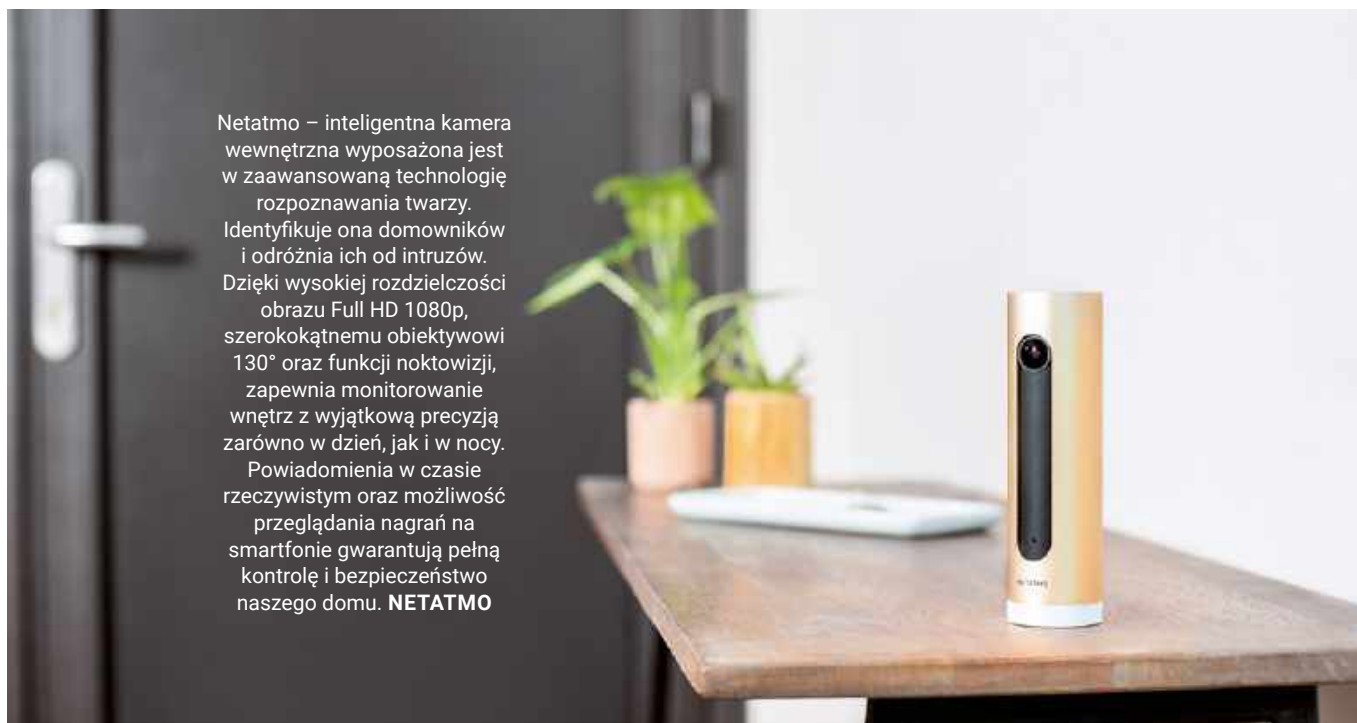 Netatmo – inteligentna kamera
wewnętrzna wyposażona jest
w zaawansowaną technologię
rozpoznawania twarzy.
Identyfikuje ona domowników
i odróżnia ich od intruzów.
Dzięki wysokiej rozdzielczości
obrazu Full HD 1080p,
szerokokątnemu obiektywowi
130° oraz funkcji noktowizji,
zapewnia monitorowanie
wnętrz z wyjątkową precyzją
zarówno w dzień, jak i w nocy.
Powiadomienia w czasie
rzeczywistym oraz możliwość
przeglądania nagrań na
smartfonie gwarantują pełną
kontrolę i bezpieczeństwo
naszego domu. NETATMO